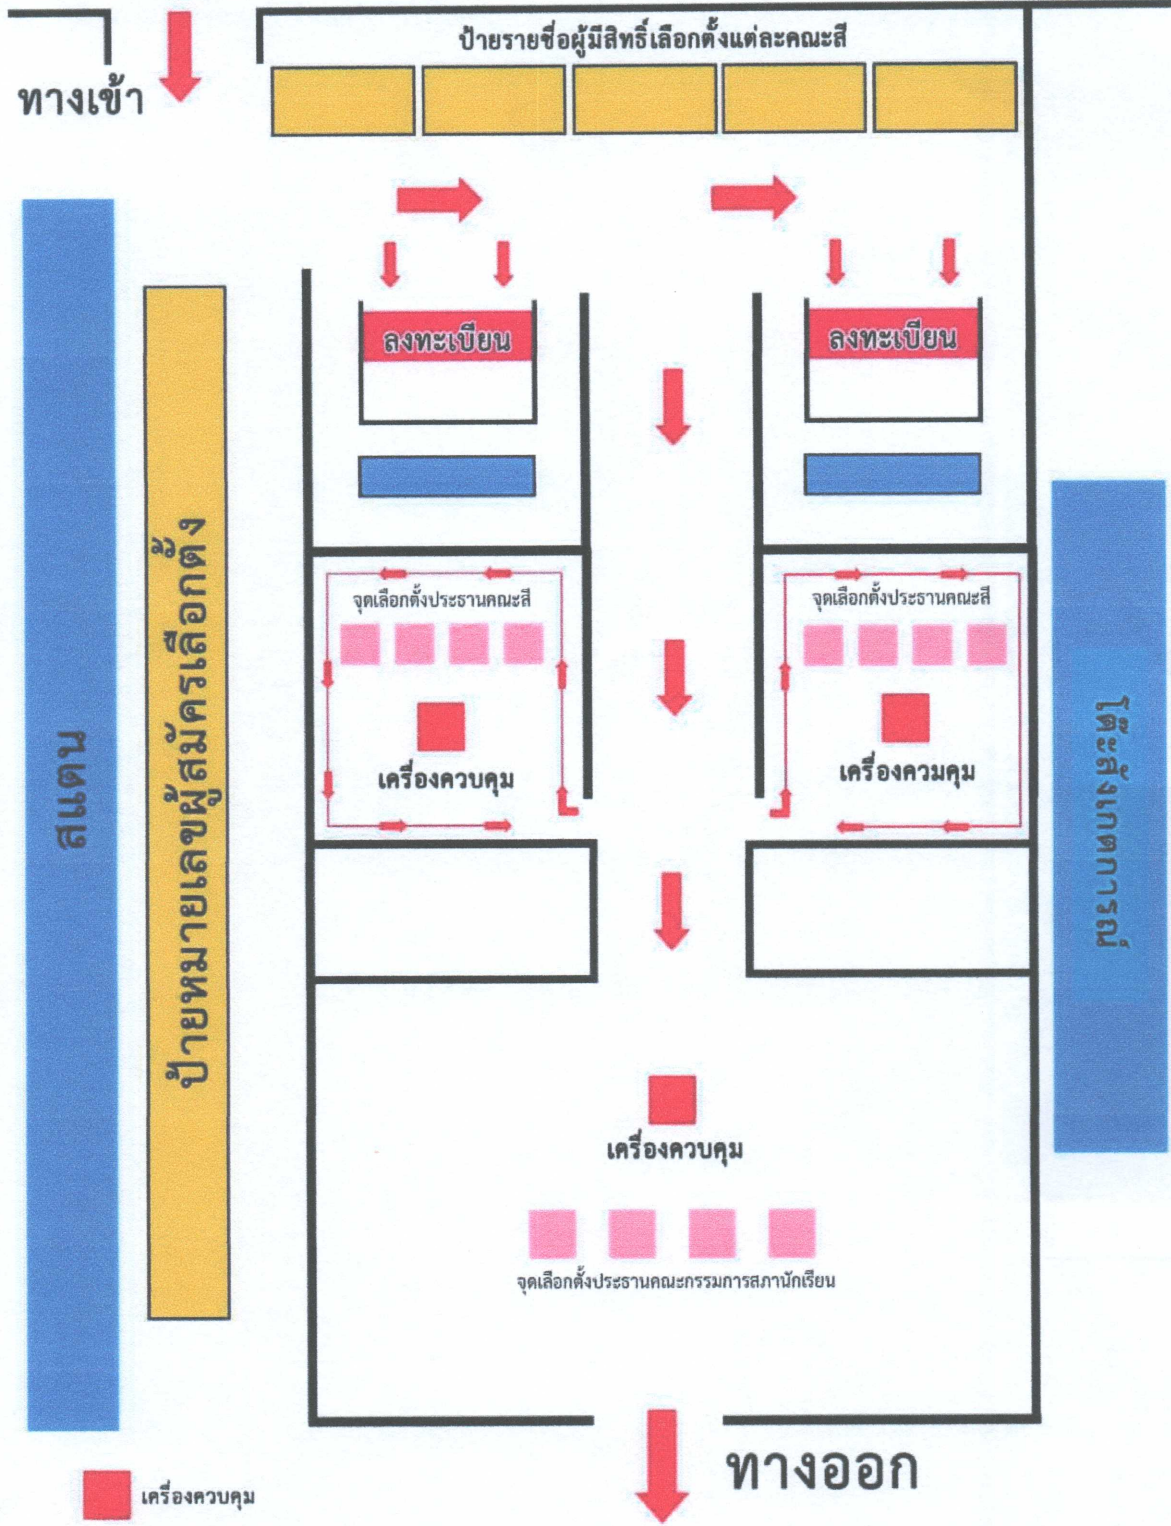 ป้ายรายชื่อผู้มีสิทธิ์เลือกตั้งแต่ละคณะสี
ทางเข้า
ลงทะเบียน
ลงทะเบียน
สแตน
ป้ายหมายเลขผู้สมัครเลือกตั้ง
จุดเลือกตั้งประธานคณะสี
จุดเลือกตั้งประธานคณะสี
เครื่องควบคุม
เครื่องควมคุม
โต๊ะสังเกตการณ์
เครื่องควบคุม
จุดเลือกตั้งประธานคณะกรรมการสภานักเรียน
ทางออก
เครื่องควบคุม